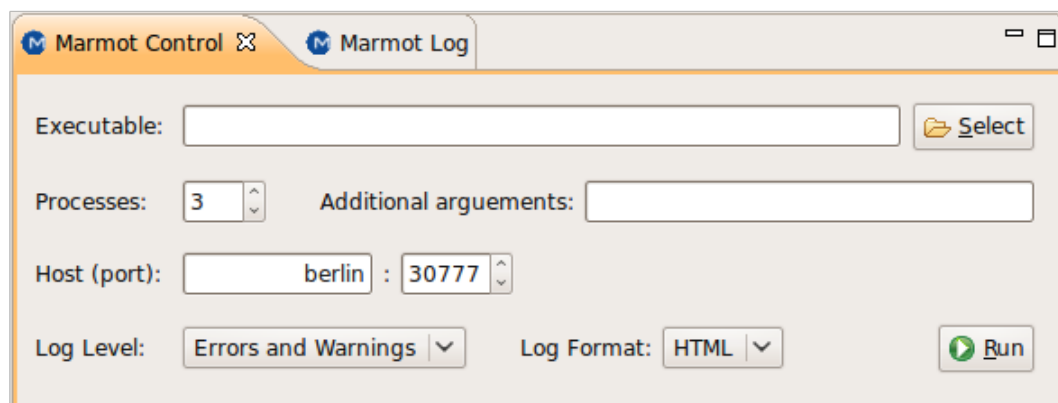 Marmot Control Marmot Log
Executable: Select
Processes: 3 Additional arguements:
Host (port): berlin : 30777
Log Level: Errors and Warnings Log Format: HTML Run